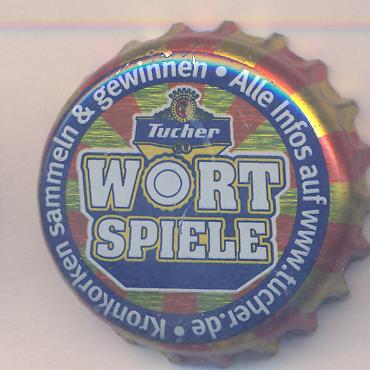 Kronkorken sammeln & gewinnen • Alle Infos auf www.tucher.de •
Tucher
WORT
SPIELE